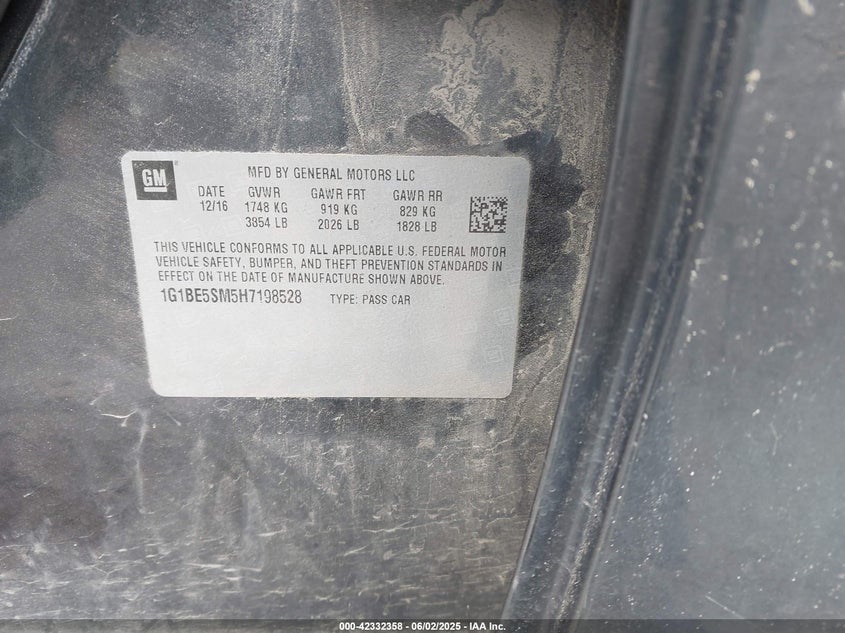 GM
MFD BY GENERAL MOTORS LLC
DATE GVWR GAWR FRT GAWR RR
12/16 1748 KG 919 KG 829 KG
3854 LB 2026 LB 1828 LB
THIS VEHICLE CONFORMS TO ALL APPLICABLE U.S. FEDERAL MOTOR
VEHICLE SAFETY, BUMPER, AND THEFT PREVENTION STANDARDS IN
EFFECT ON THE DATE OF MANUFACTURE SHOWN ABOVE.
1G1BE5SM5H7198528 TYPE: PASS CAR
000-42332358 - 06/02/2025 - IAA Inc.